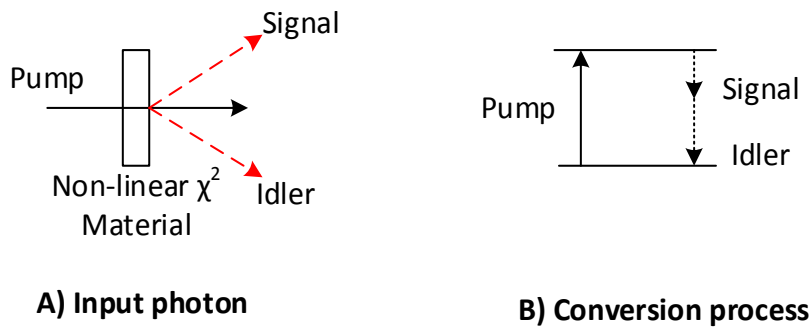 Signal
Pump
Non-linear χ²
Material
Idler
A) Input photon
Pump
Signal
Idler
B) Conversion process